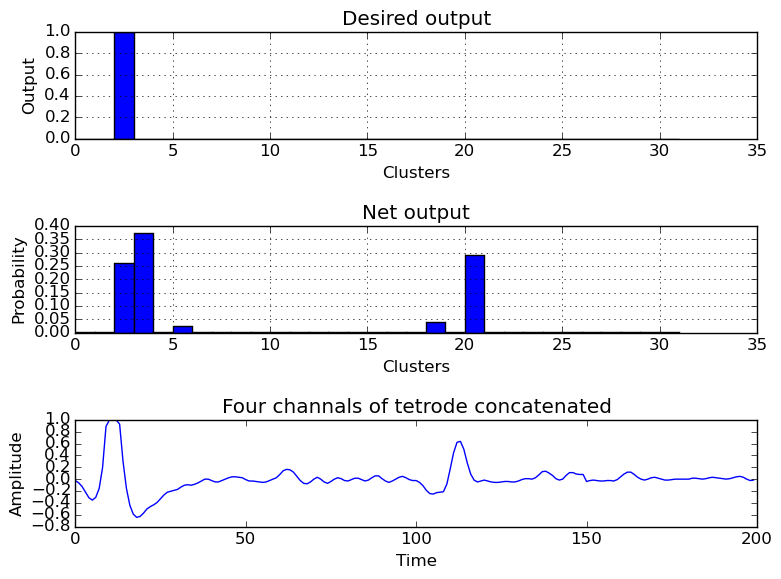 Desired output
1.0
0.8
0.6
0.4
0.2
0.0
Output
0 5 10 15 20 25 30 35
Clusters
Net output
0.40
0.35
0.30
0.25
0.20
0.15
0.10
0.05
0.00
Probability
0 5 10 15 20 25 30 35
Clusters
Four channals of tetrode concatenated
1.0
0.8
0.6
0.4
0.2
0.0
−0.2
−0.4
−0.6
−0.8
Amplitude
0 50 100 150 200
Time